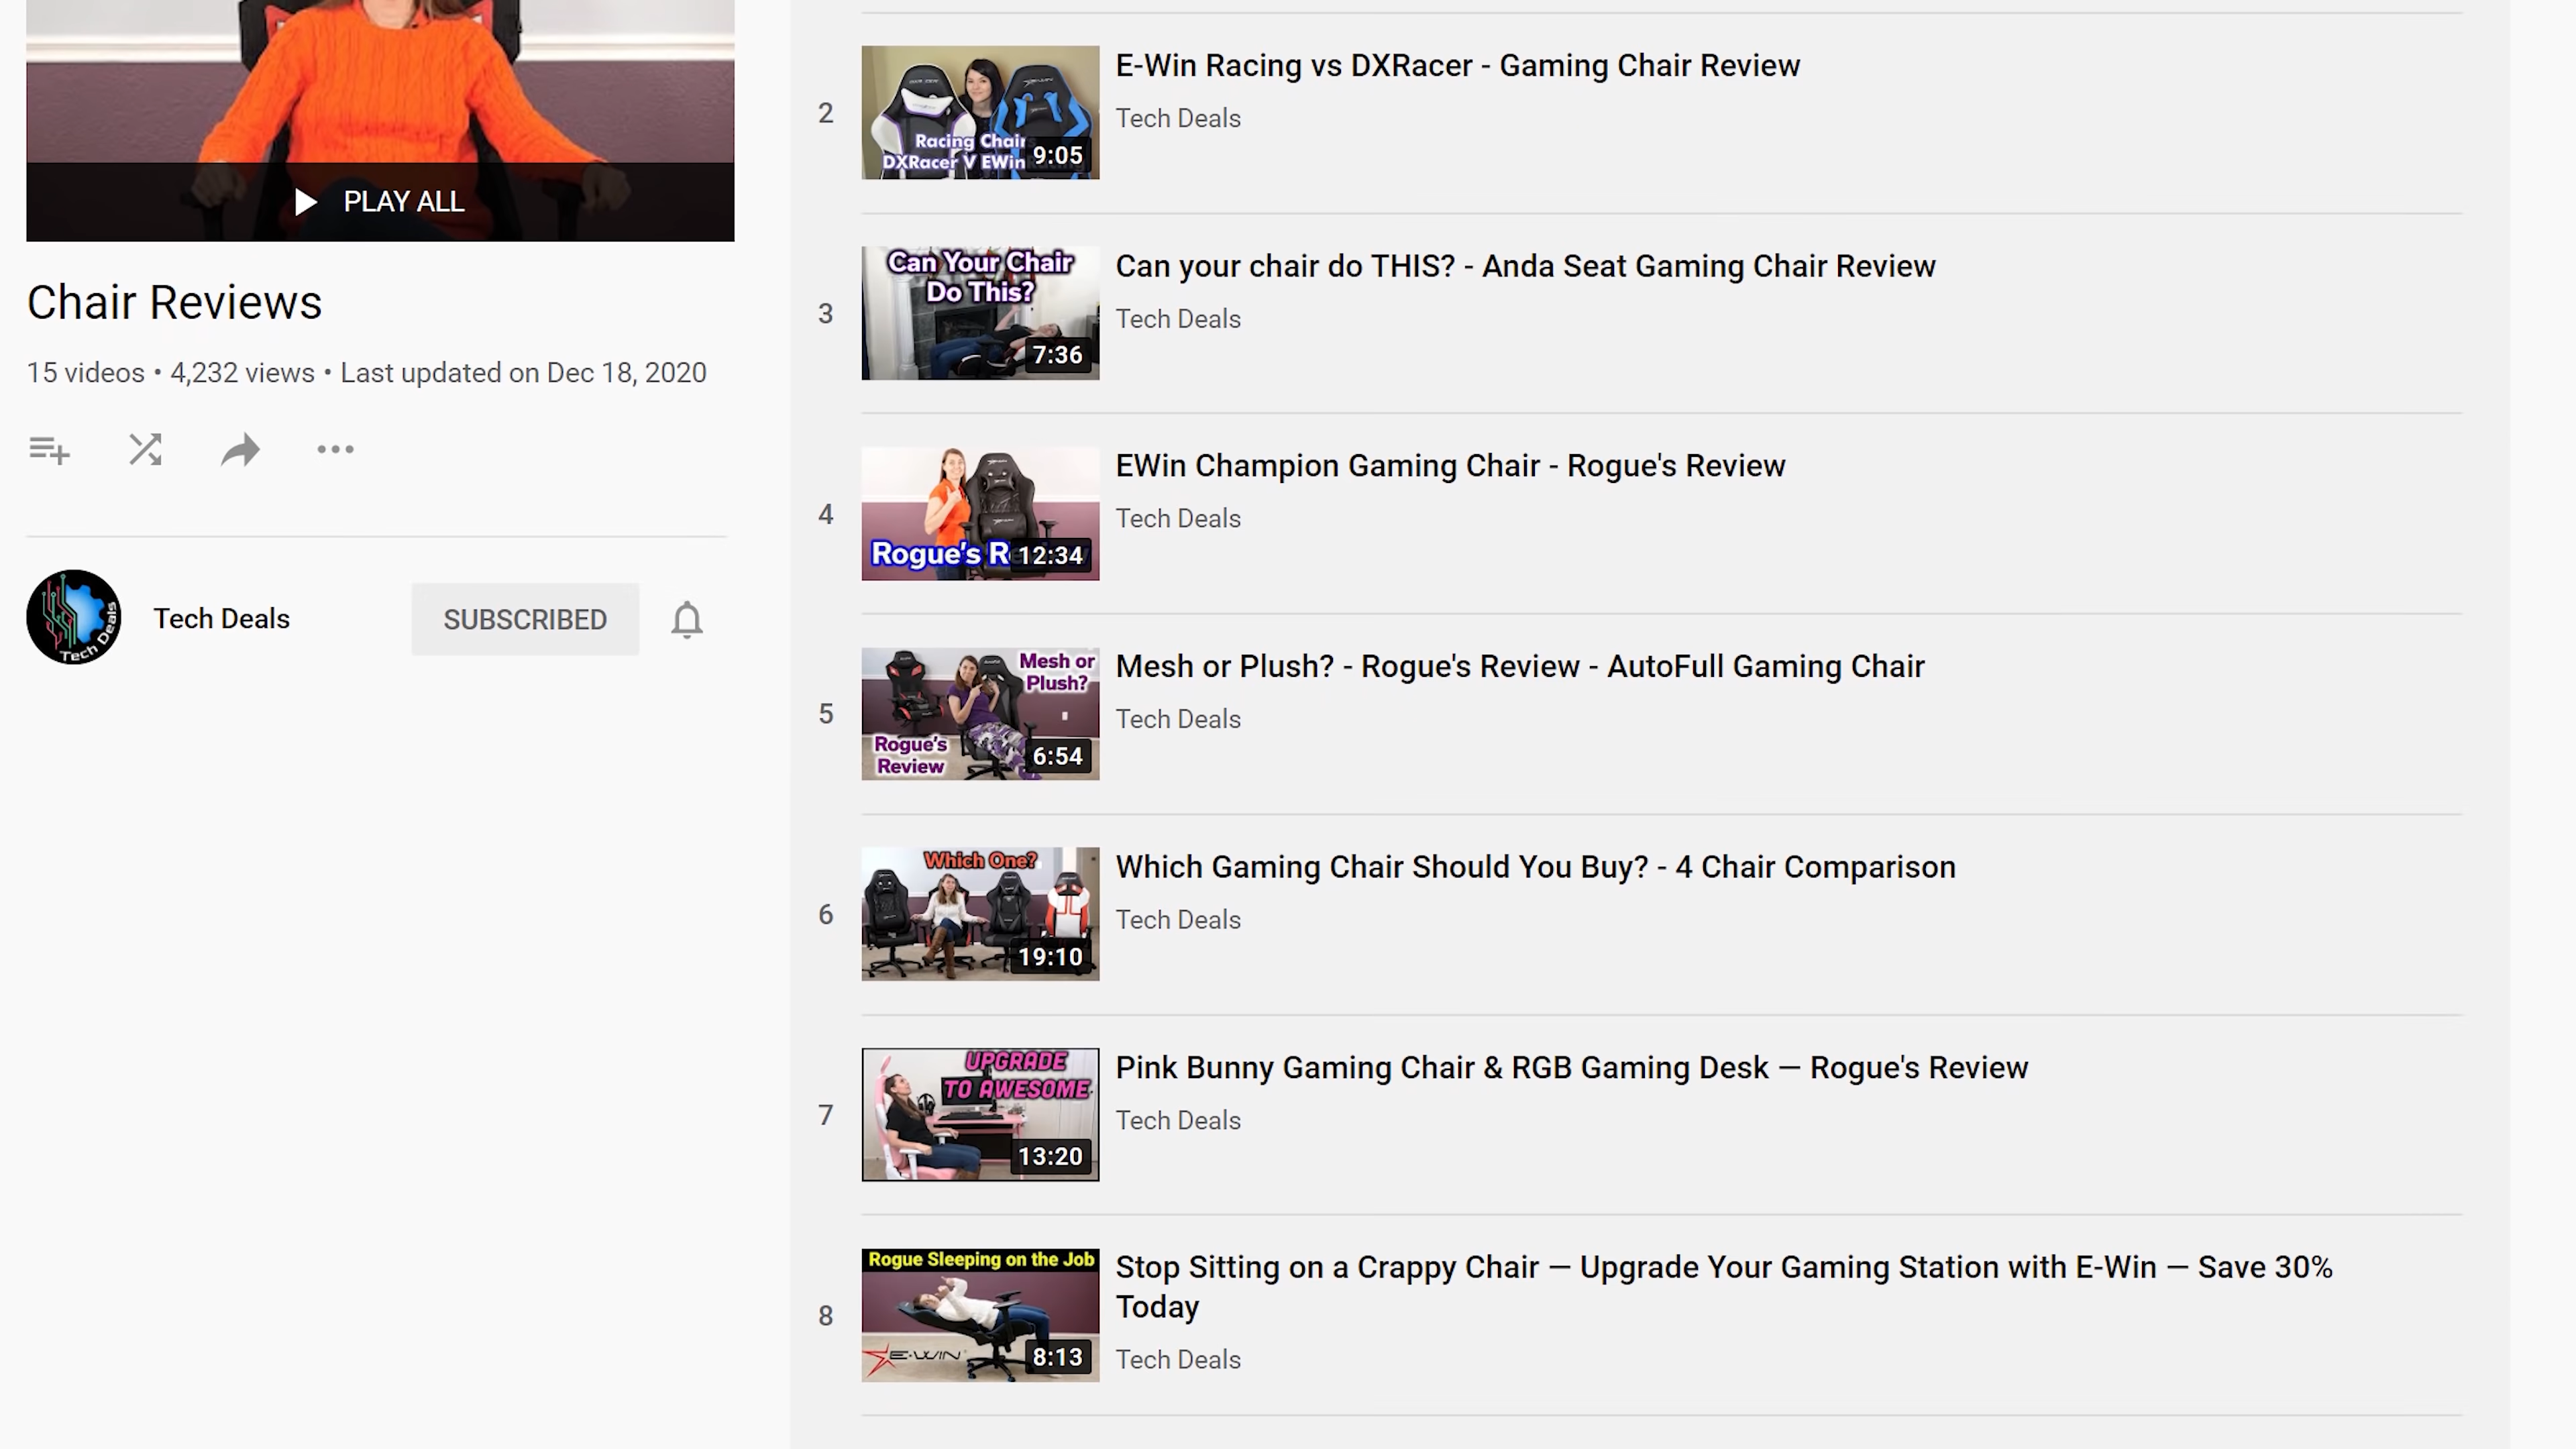 PLAY ALL
Chair Reviews
15 videos • 4,232 views • Last updated on Dec 18, 2020
Tech Deals
Tech Deals
SUBSCRIBED
2
Racing Chair
DXRacer V EWin
9:05
E-Win Racing vs DXRacer - Gaming Chair Review
Tech Deals
3
Can Your Chair
Do This?
7:36
Can your chair do THIS? - Anda Seat Gaming Chair Review
Tech Deals
4
Rogue's R
12:34
EWin Champion Gaming Chair - Rogue's Review
Tech Deals
5
Mesh or
Plush?
Rogue's
Review
6:54
Mesh or Plush? - Rogue's Review - AutoFull Gaming Chair
Tech Deals
6
Which One?
19:10
Which Gaming Chair Should You Buy? - 4 Chair Comparison
Tech Deals
7
UPGRADE
TO AWESOME
13:20
Pink Bunny Gaming Chair & RGB Gaming Desk — Rogue's Review
Tech Deals
8
Rogue Sleeping on the Job
E-WIN
8:13
Stop Sitting on a Crappy Chair — Upgrade Your Gaming Station with E-Win — Save 30%
Today
Tech Deals